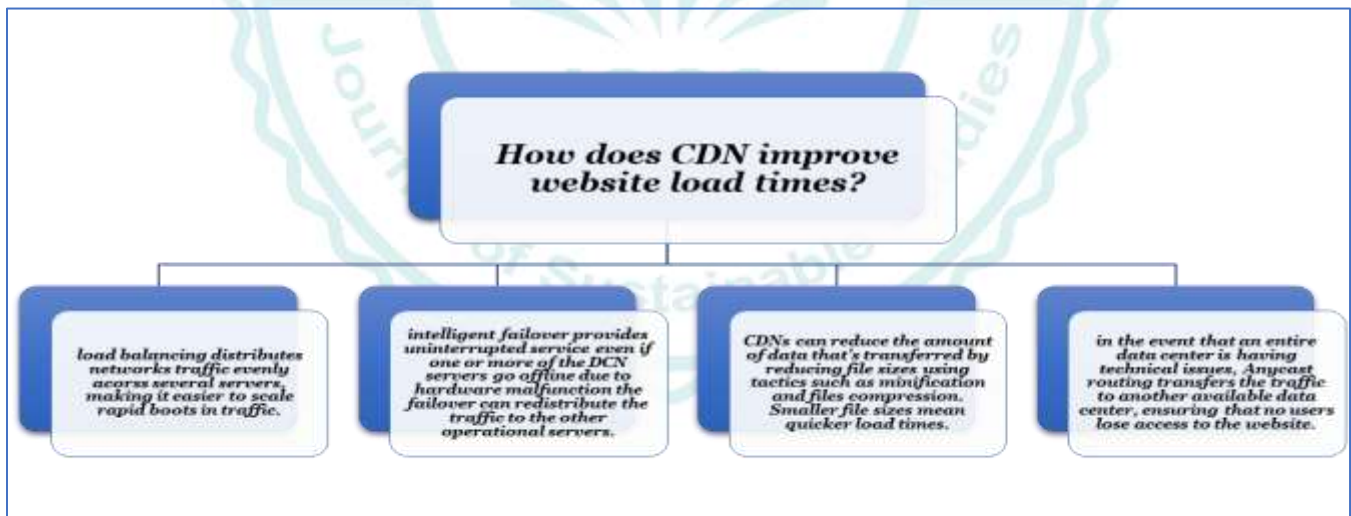 How does CDN improve
website load times?
load balancing distributes
networks traffic evenly
acorss several servers,
making it easier to scale
rapid boots in traffic.
intelligent failover provides
uninterrupted service even if
one or more of the DCN
servers go offline due to
hardware malfunction the
failover can redistribute the
traffic to the other
operational servers.
CDNs can reduce the amount
of data that's transferred by
reducing file sizes using
tactics such as minification
and files compression.
Smaller file sizes mean
quicker load times.
in the event that an entire
data center is having
technical issues, Anycast
routing transfers the traffic
to another available data
center, ensuring that no users
lose access to the website.
of Sustainable